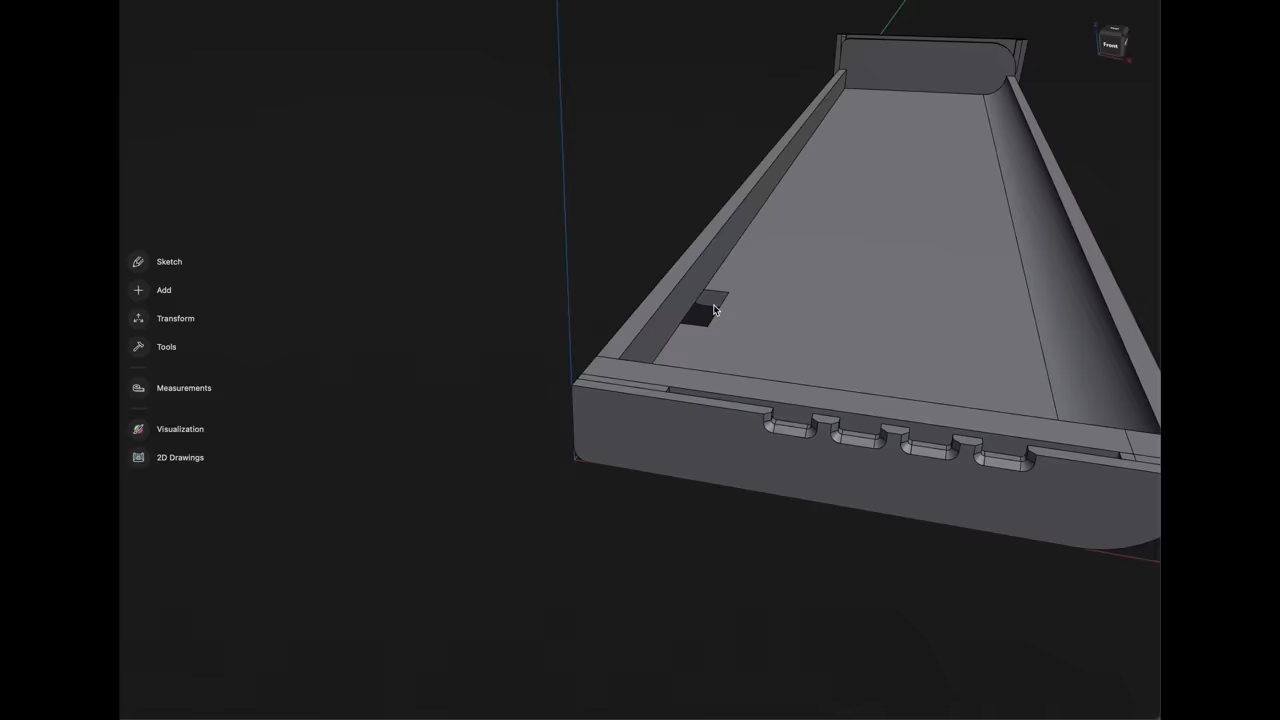 Front
Sketch
Add
Transform
Tools
Measurements
Visualization
2D Drawings